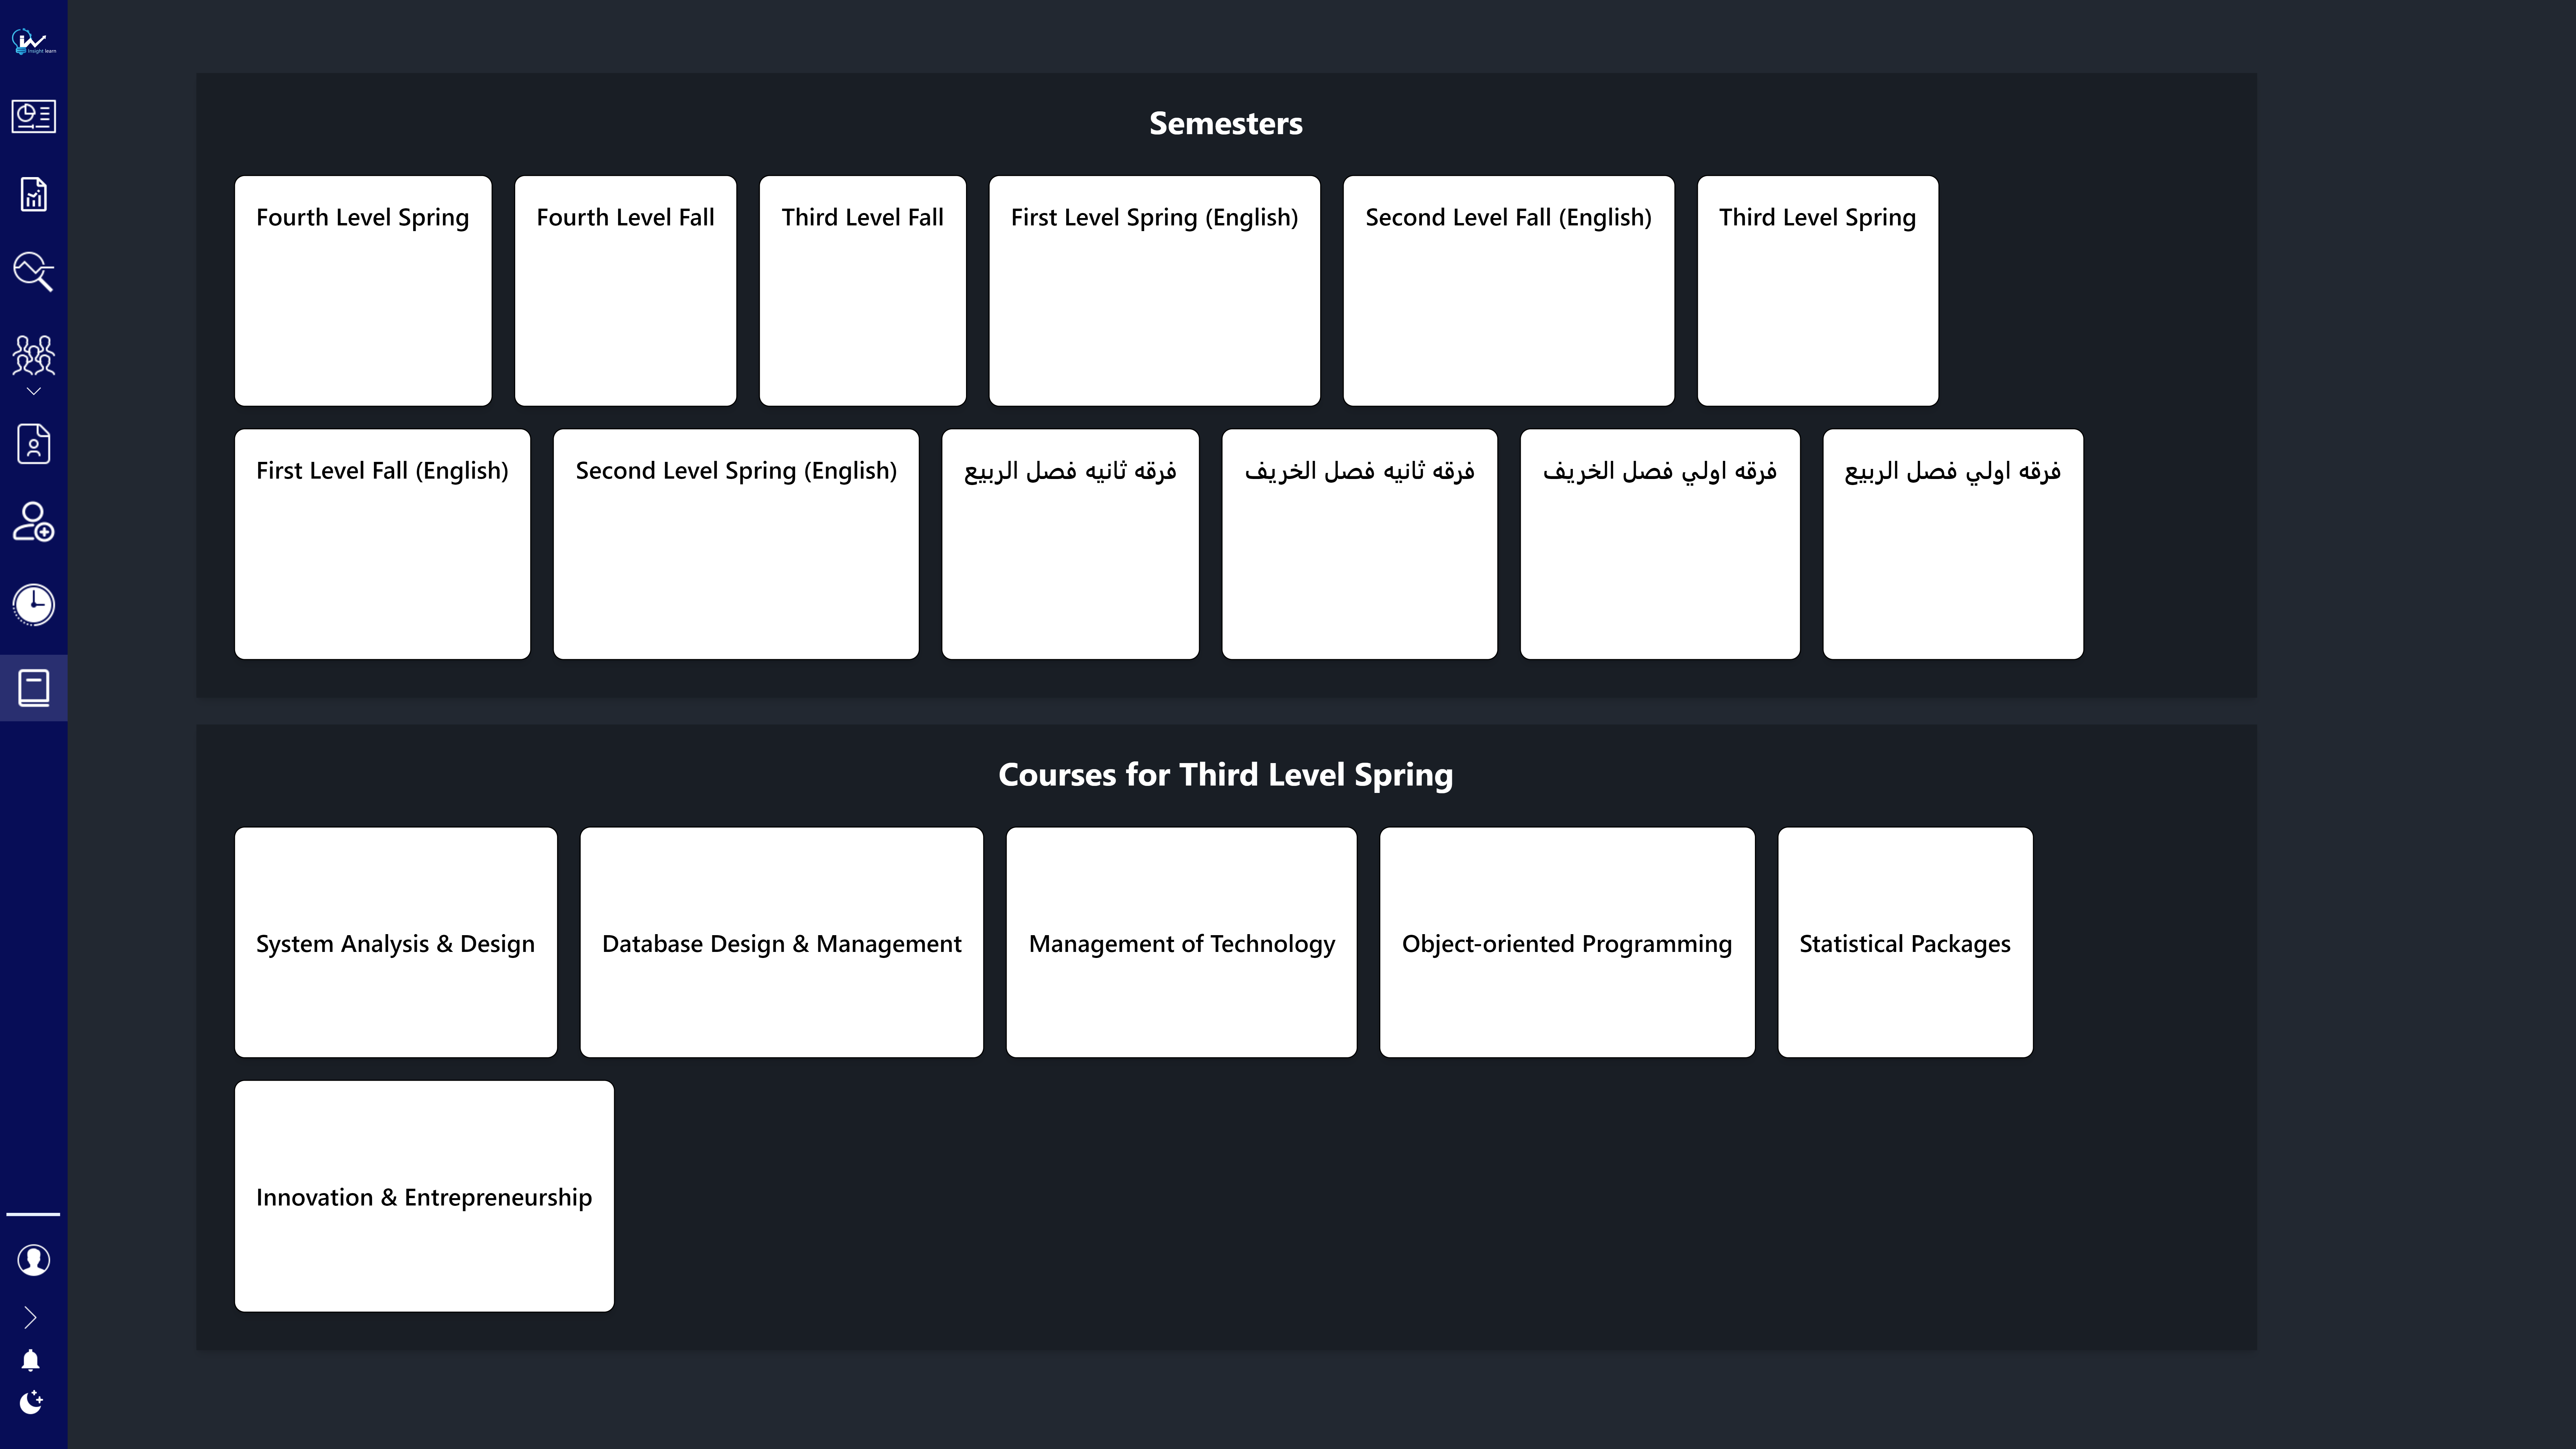 Insight learn
Semesters
Fourth Level Spring
Fourth Level Fall
Third Level Fall
First Level Spring (English)
Second Level Fall (English)
Third Level Spring
First Level Fall (English)
Second Level Spring (English)
فرقه ثانيه فصل الربيع
فرقه ثانيه فصل الخريف
فرقه اولي فصل الخريف
فرقه اولي فصل الربيع
Courses for Third Level Spring
System Analysis & Design
Database Design & Management
Management of Technology
Object-oriented Programming
Statistical Packages
Innovation & Entrepreneurship